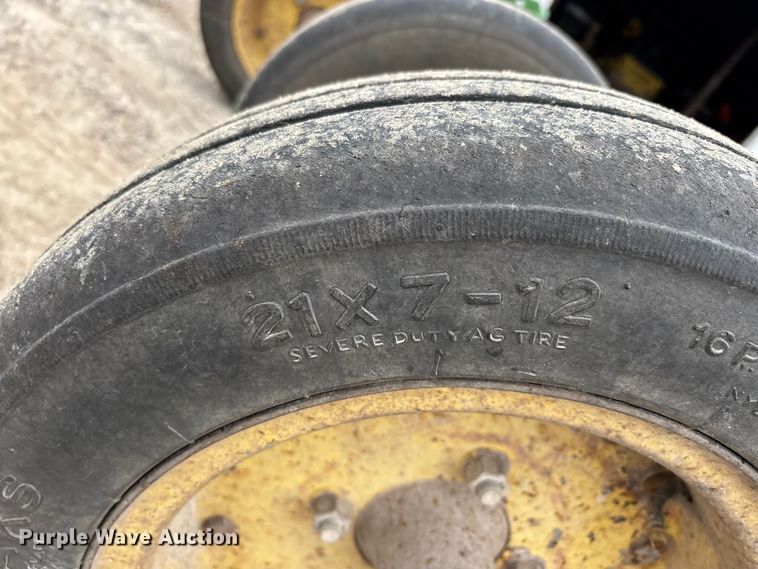 21X7-12
SEVERE DUTY AG TIRE
16P
Purple Wave Auction